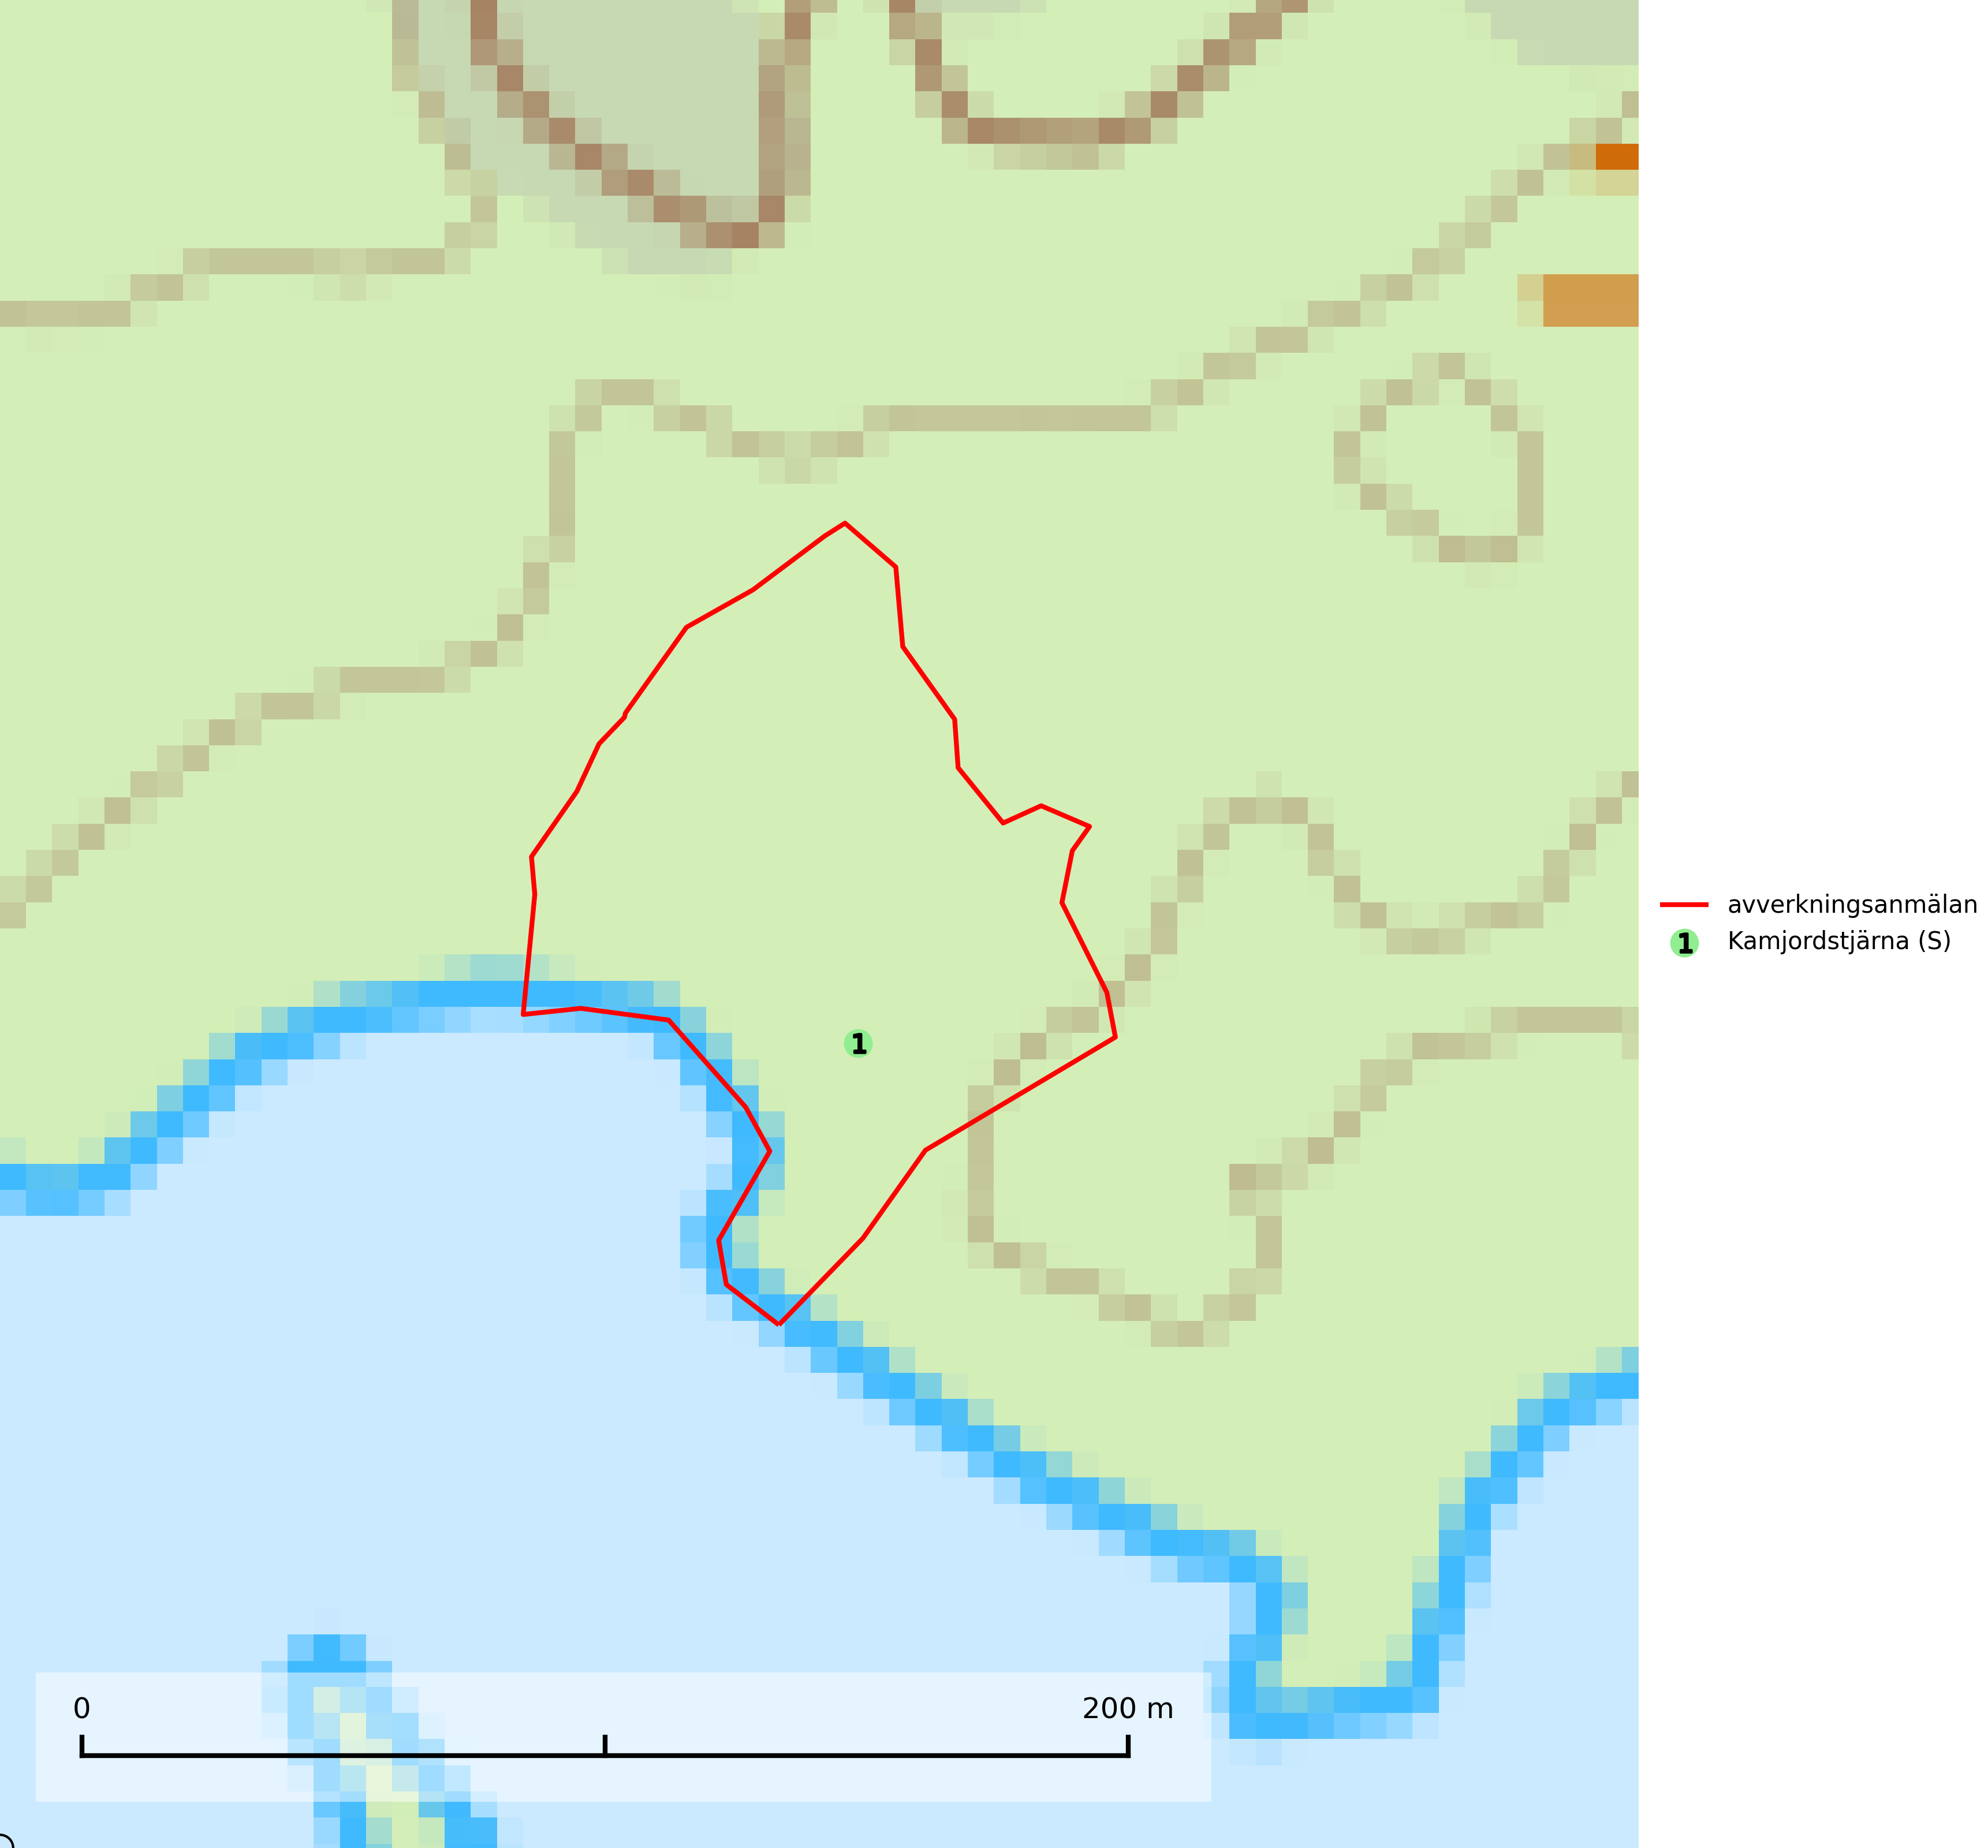 avverkningsanmälan
1 Kamjordstjärna (S)
1
0 200 m